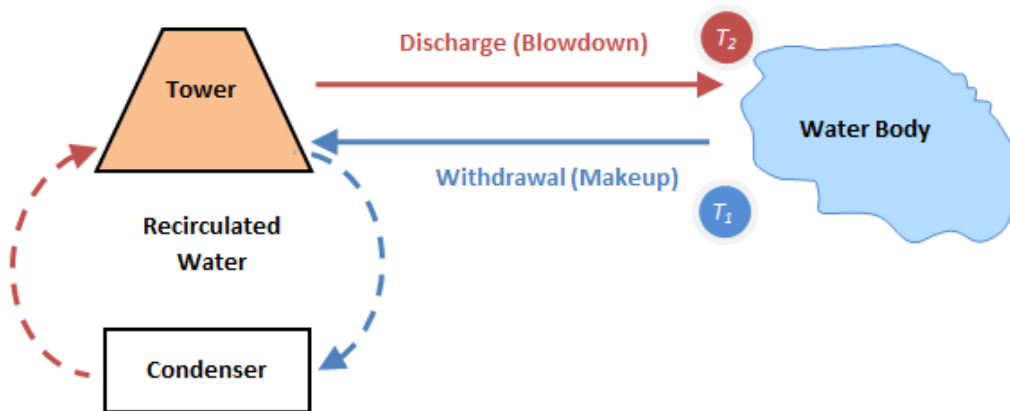 Discharge (Blowdown)
T2
Tower
Water Body
Withdrawal (Makeup)
T1
Recirculated
Water
Condenser